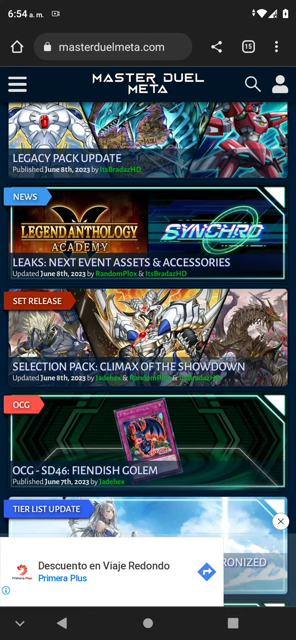 6:54 a. m.
masterduelmeta.com
15
MASTER DUEL
META
LEGACY PACK UPDATE
Published June 8th, 2023 by ItsBradazHD
NEWS
LEGEND ANTHOLOGY
ACADEMY
SYNCHRO
LEAKS: NEXT EVENT ASSETS & ACCESSORIES
Updated June 8th, 2023 by RandomPlox & ItsBradazHD
SET RELEASE
SELECTION PACK: CLIMAX OF THE SHOWDOWN
Updated June 8th, 2023 by Jadehex & RandomPlox & ItsBradazHD
OCG
OCG - SD46: FIENDISH GOLEM
Published June 7th, 2023 by Jadehex
TIER LIST UPDATE
RONIZED
Descuento en Viaje Redondo
Primera Plus